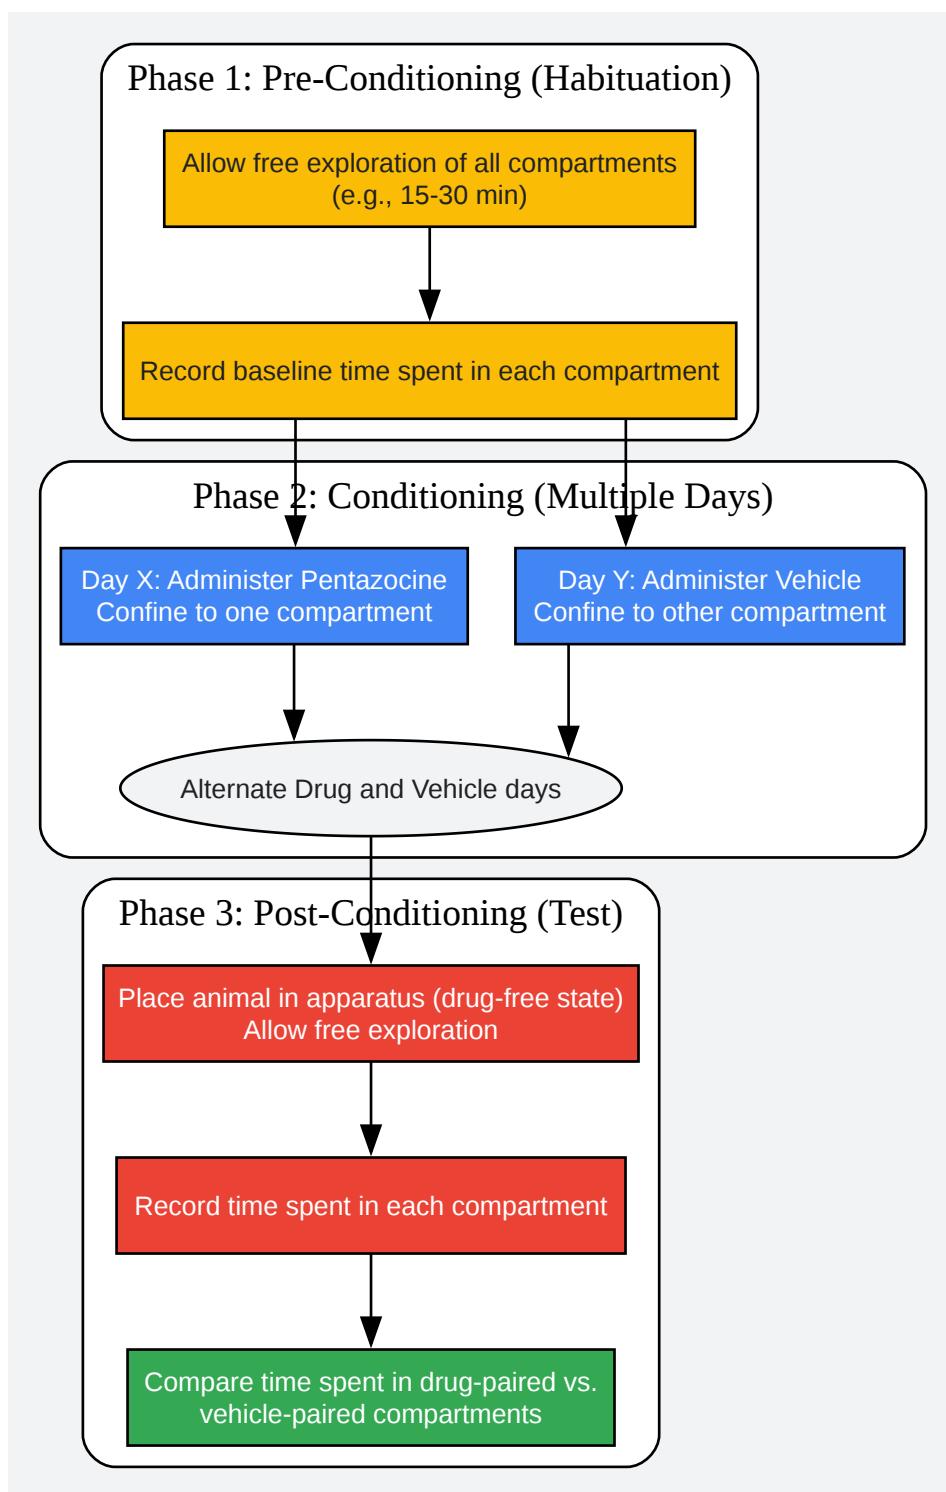 Phase 1: Pre-Conditioning (Habituation)
Allow free exploration of all compartments
(e.g., 15-30 min)
Record baseline time spent in each compartment
Phase 2: Conditioning (Multiple Days)
Day X: Administer Pentazocine
Confine to one compartment
Day Y: Administer Vehicle
Confine to other compartment
Alternate Drug and Vehicle days
Phase 3: Post-Conditioning (Test)
Place animal in apparatus (drug-free state)
Allow free exploration
Record time spent in each compartment
Compare time spent in drug-paired vs.
vehicle-paired compartments